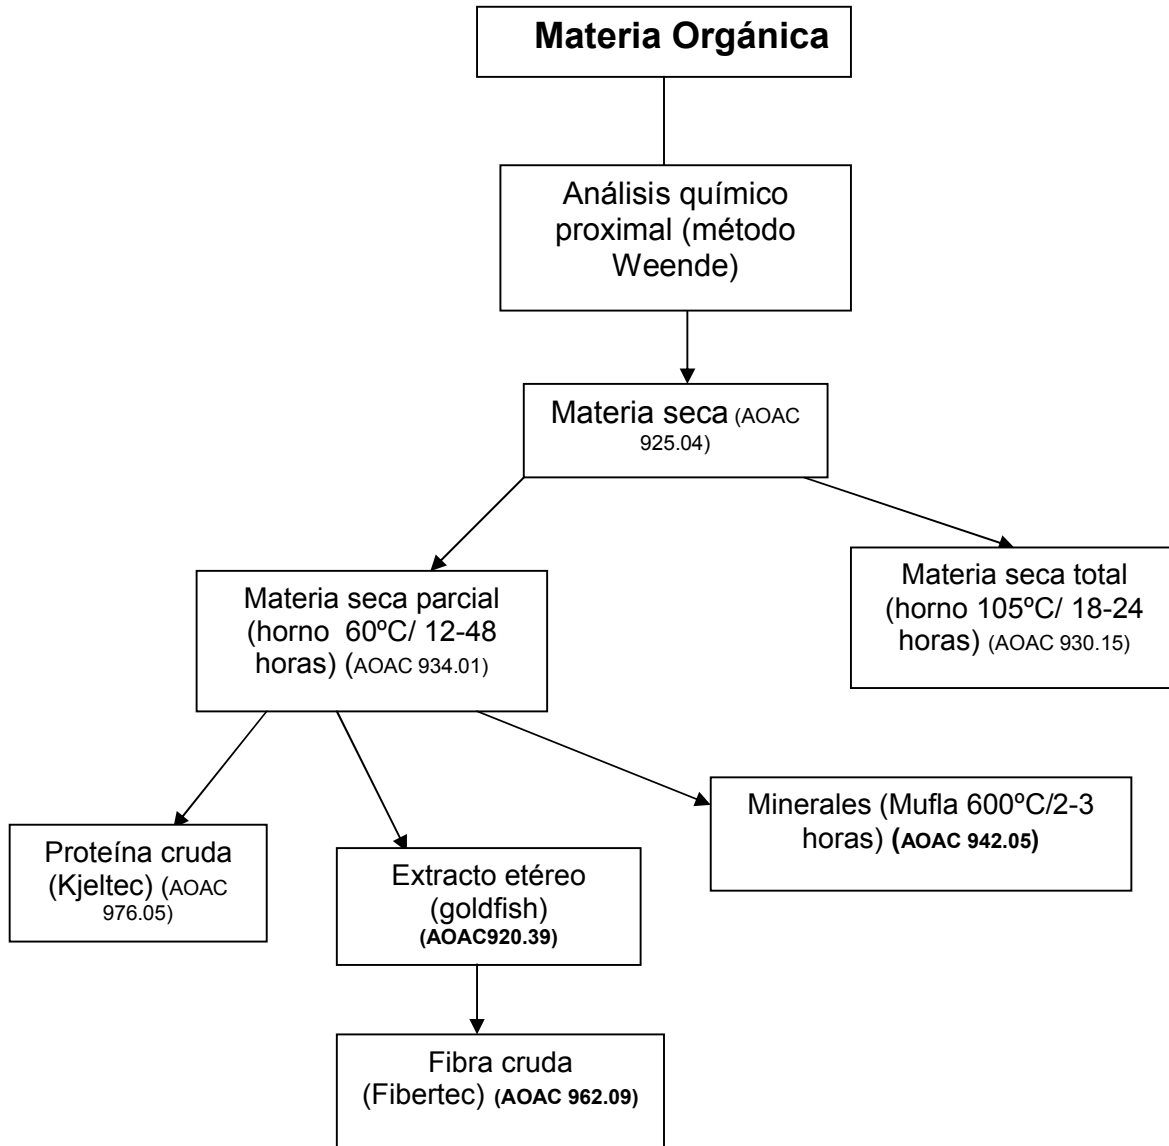 Materia Orgánica
Análisis químico
proximal (método
Weende)
Materia seca (AOAC
925.04)
Materia seca parcial
(horno 60ºC/ 12-48
horas) (AOAC 934.01)
Materia seca total
(horno 105ºC/ 18-24
horas) (AOAC 930.15)
Proteína cruda
(Kjeltec) (AOAC
976.05)
Extracto etéreo
(goldfish)
(AOAC920.39)
Minerales (Mufla 600ºC/2-3
horas) (AOAC 942.05)
Fibra cruda
(Fibertec) (AOAC 962.09)